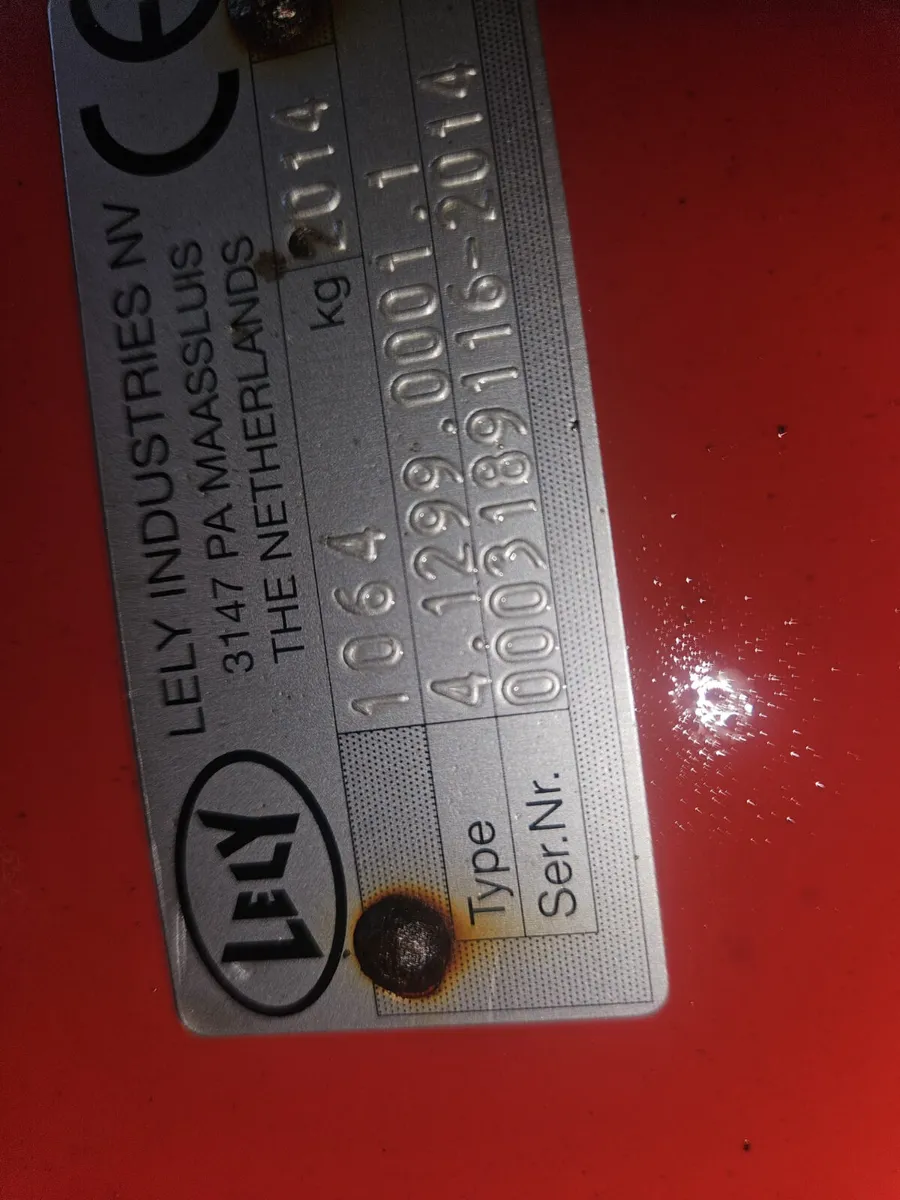 LELY
LELY INDUSTRIES NV
3147 PA MAASSLUIS
THE NETHERLANDS
CE
1064 kg 2014
Type 4.1299.0001.1
Ser.Nr. 0003189116-2014